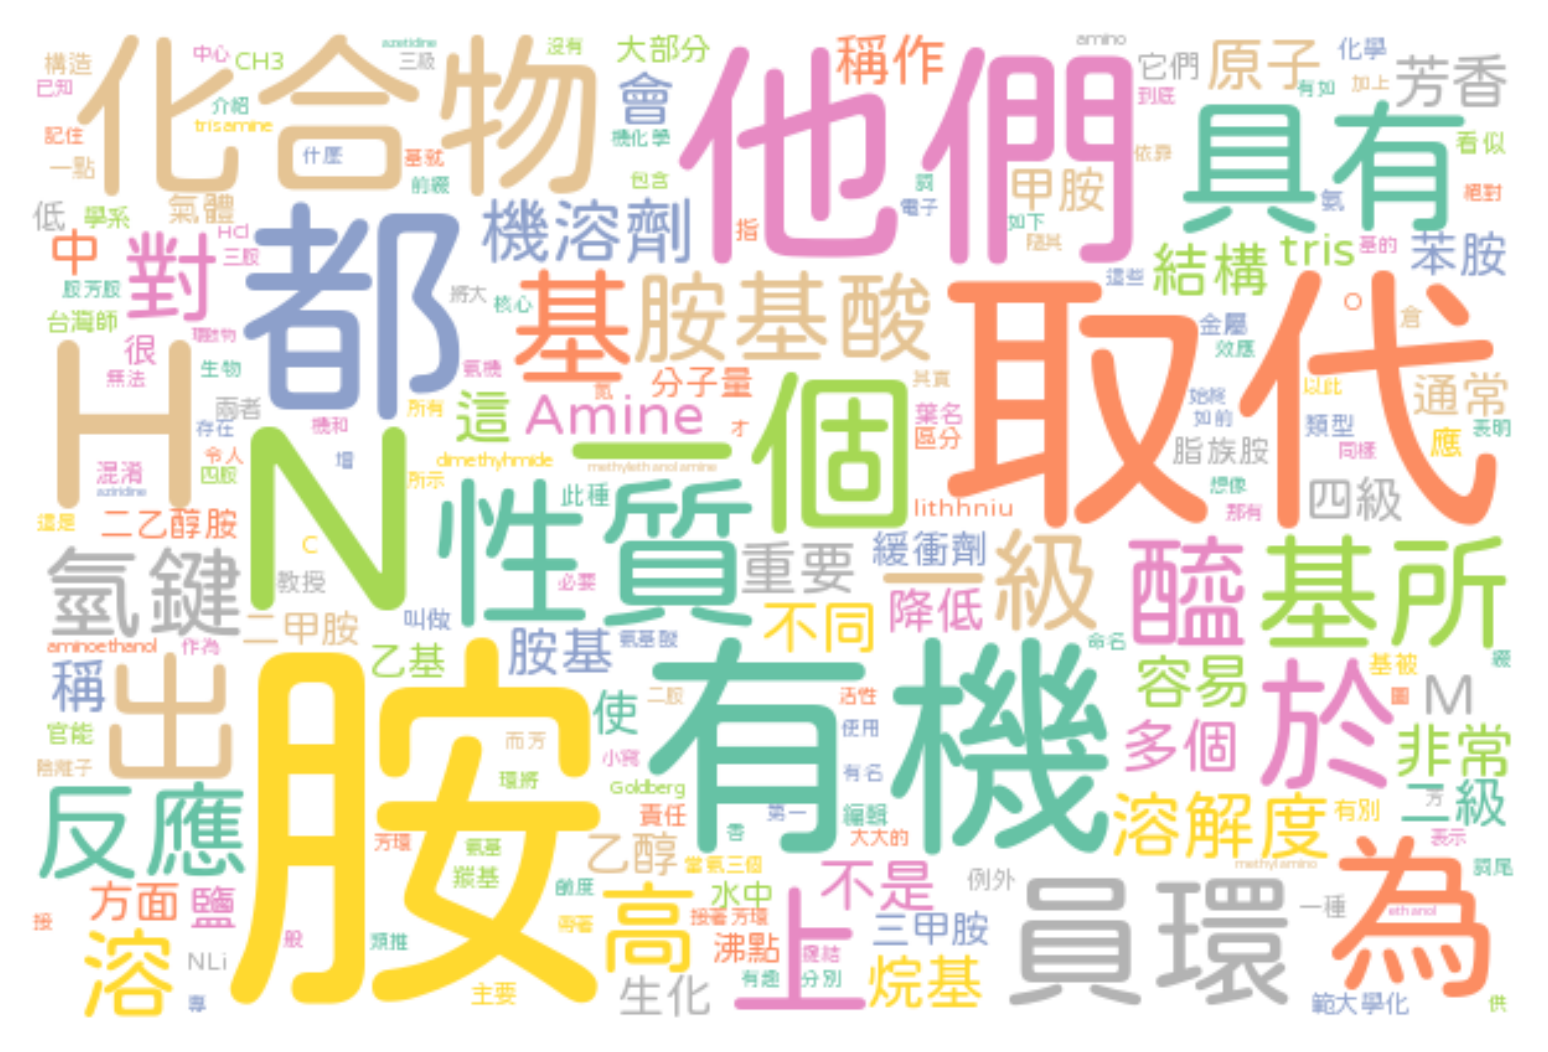 化合物
他們
取代
胺
有機
都
N
H
性質
個
具有
為
員環
上
一
基
胺基酸
醯
基所
於
級
一
高
溶
反應
出
氫鍵
對
會
機溶劑
Amine
這
稱作
原子
芳香
甲胺
它們
結構
tris
苯胺
大部分
中心
CH3
azetidine
三級
沒有
amino
化學
構造
已知
介紹
trisamine
記住
什麼
基就
前綴
一點
機化學
包含
到底
有如
加上
看似
依靠
絕對
低
學系
氣體
HCl
三胺
中
電子
指
如下
氨
基的
這些
將大
核心
台灣師
很
生物
無法
兩者
所有
機和
存在
令人
四胺
混淆
aziridine
增
所示
這是
二乙醇胺
分子量
其實
葉名
區分
才
dimethylhmide
methylethanolamine
此種
lithhniu
金屬
效應
始終
如前
以此
通常
類型
應
表明
同樣
脂族胺
想像
那有
四級
C
O
教授
必要
重要
緩衝劑
降低
不同
二甲胺
叫做
胺基
氨基酸
aminoethanol
作為
稱
乙基
使
二胺
活性
使用
有名
命名
容易
基被
綴
圖
M
多個
非常
二級
官能
陰離子
而芳
環將
小寫
Goldberg
責任
第一
編輯
大大的
香
溶解度
有別
芳
表示
methylamino
詞尾
芳環
氨基
羰基
乙醇
當氨三個
鹼度
水中
不是
例外
一種
ethanol
方面
鹽
接
類推
般
接著芳環
沸點
鍵結
三甲胺
烷基
NLi
專
主要
生化
有趣
分別
範大學化
供